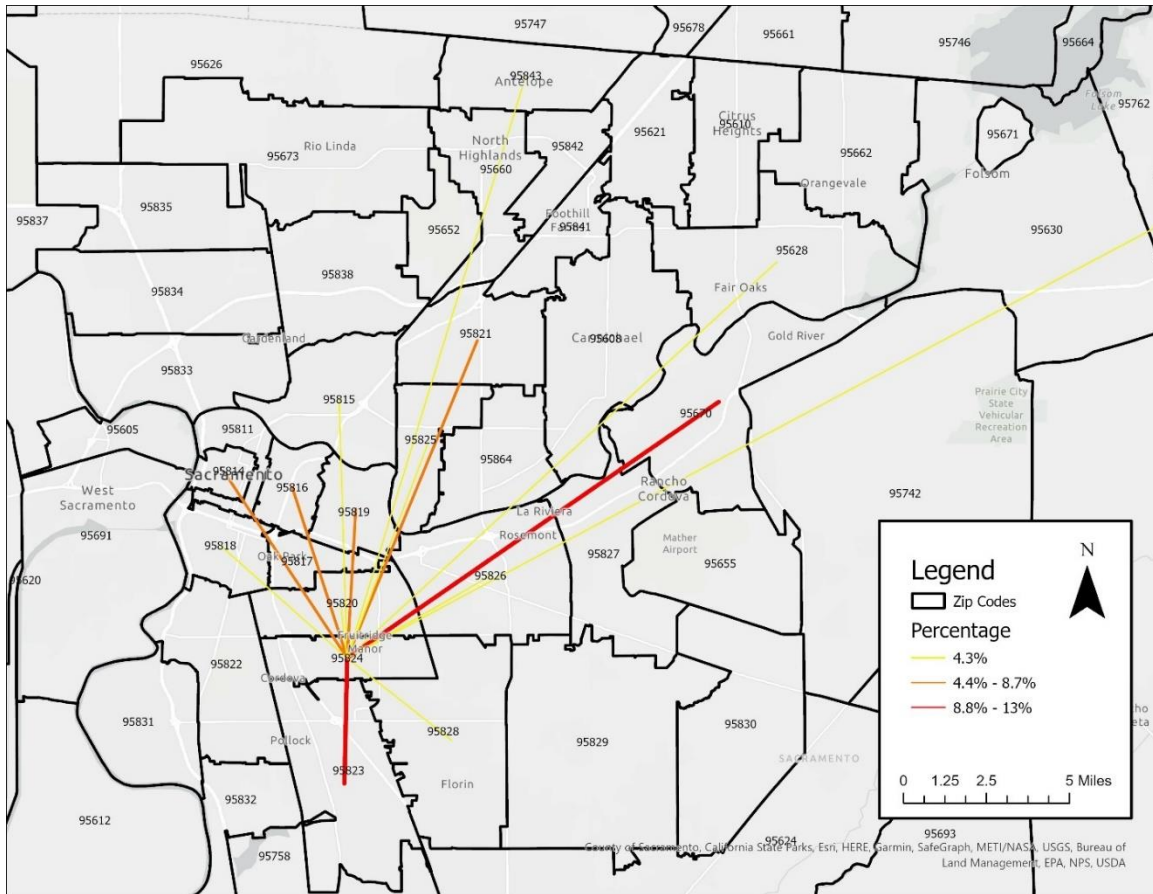 95747
95678
95661
95746
95664
95626
95843
Antelope
95762
Folsom
Lake
95621
Citrus
95610
Heights
95671
North
Highlands
95842
95673
Rio Linda
95660
95662
Orangevale
Folsom
95835
95837
95652
Foothill
Farms
95841
95630
95838
95628
95834
Fair Oaks
95821
Gardenland
Carmichael
95608
Gold River
95833
95815
95670
Prairie City
State
Vehicular
Recreation
Area
95605
95811
95825
95864
95814
Sacramento
95816
Rancho
Cordova
West
Sacramento
95819
La Riviera
95742
95691
Rosemont
95818
Oak Park
95817
95827
Mather
Airport
95655
95620
95826
95820
Fruitridge
Manor
95824
95822
Cordova
95831
95828
95830
Pollock
95829
SACRAMENTO
95823
Florin
95832
95612
95758
95624
95693
Legend
Zip Codes
Percentage
4.3%
4.4% - 8.7%
8.8% - 13%
N
0 1.25 2.5 5 Miles
County of Sacramento, California State Parks, Esri, HERE, Garmin, SafeGraph, METI/NASA, USGS, Bureau of
Land Management, EPA, NPS, USDA